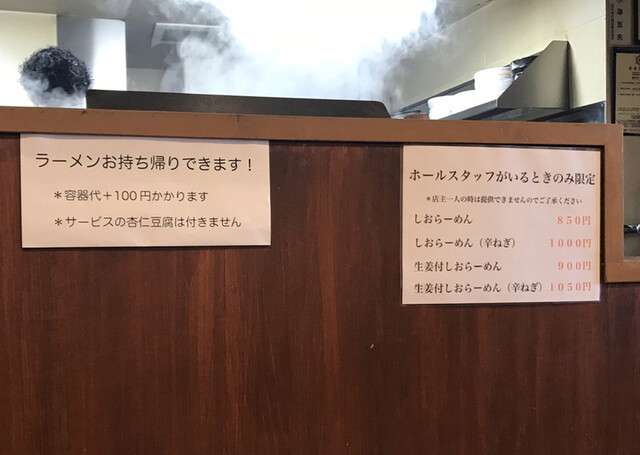 ラーメンお持ち帰りできます！
＊容器代＋100円かかります
＊サービスの杏仁豆腐は付きません
ホールスタッフがいるときのみ限定
＊店主一人の時は提供できませんのでご了承ください
しおらーめん 850円
しおらーめん（辛ねぎ） 1000円
生姜付しおらーめん 900円
生姜付しおらーめん（辛ねぎ） 1050円